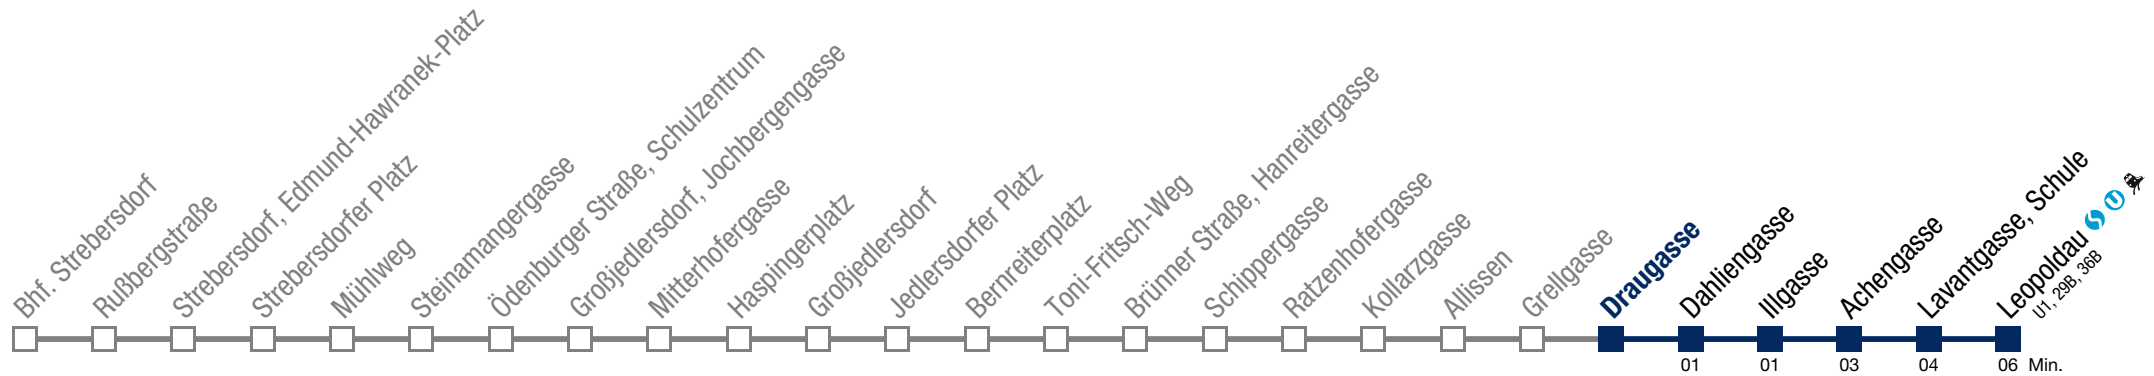 Bhf. Strebersdorf
Rußbergstraße
Strebersdorf, Edmund-Hawranek-Platz
Strebersdorfer Platz
Mühlweg
Steinamangergasse
Ödenburger Straße, Schulzentrum
Großjedlersdorf, Jochbergengasse
Mitterhofergasse
Haspingerplatz
Großjedlersdorf
Jedlersdorfer Platz
Bernreiterplatz
Toni-Fritsch-Weg
Brünner Straße, Hanreitergasse
Schippergasse
Ratzenhofergasse
Kollarzgasse
Allissen
Grellgasse
Draugasse
Dahliengasse
Illgasse
Achengasse
Lavantgasse, Schule
Leopoldau S U
U1, 29B, 36B
01 01 03 04 06 Min.